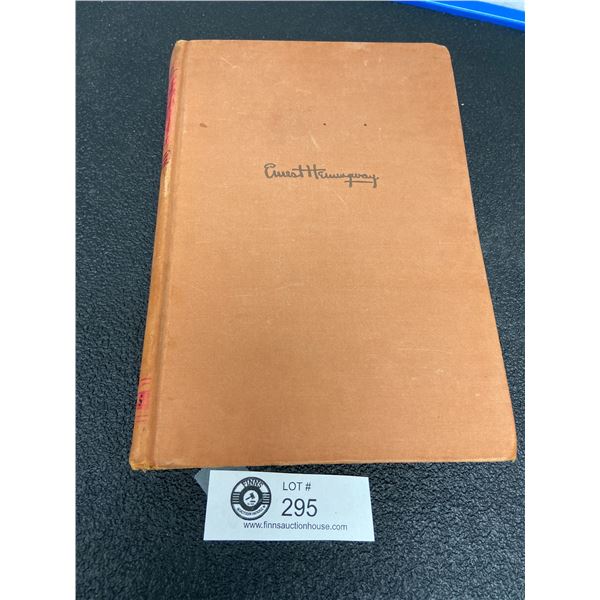 Ernest Hemingway
LOT #
295
FINNS
AUCTION HOUSE
www.finnsauctionhouse.com